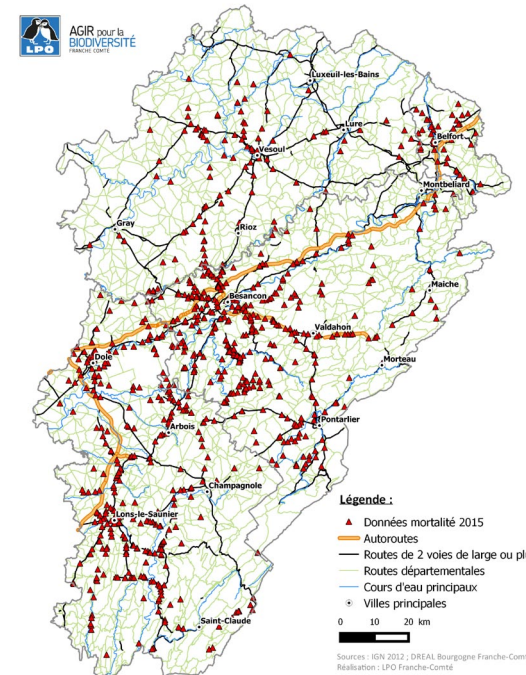 LPO
AGIR pour la
BIODIVERSITÉ
FRANCHE COMTÉ
Luxeuil-les-Bains
Lure
Belfort
Vesoul
Montbeliard
Gray
Rioz
Maiche
Besancon
Valdahon
Morteau
Dole
Pontarlier
Arbois
Champagnole
Lons-le-Saunier
Saint-Claude
Légende :
Données mortalité 2015
Autoroutes
Routes de 2 voies de large ou pl
Routes départementales
Cours d'eau principaux
Villes principales
0 10 20 km
Sources : IGN 2012 ; DREAL Bourgogne Franche-Com
Réalisation : LPO Franche-Comté